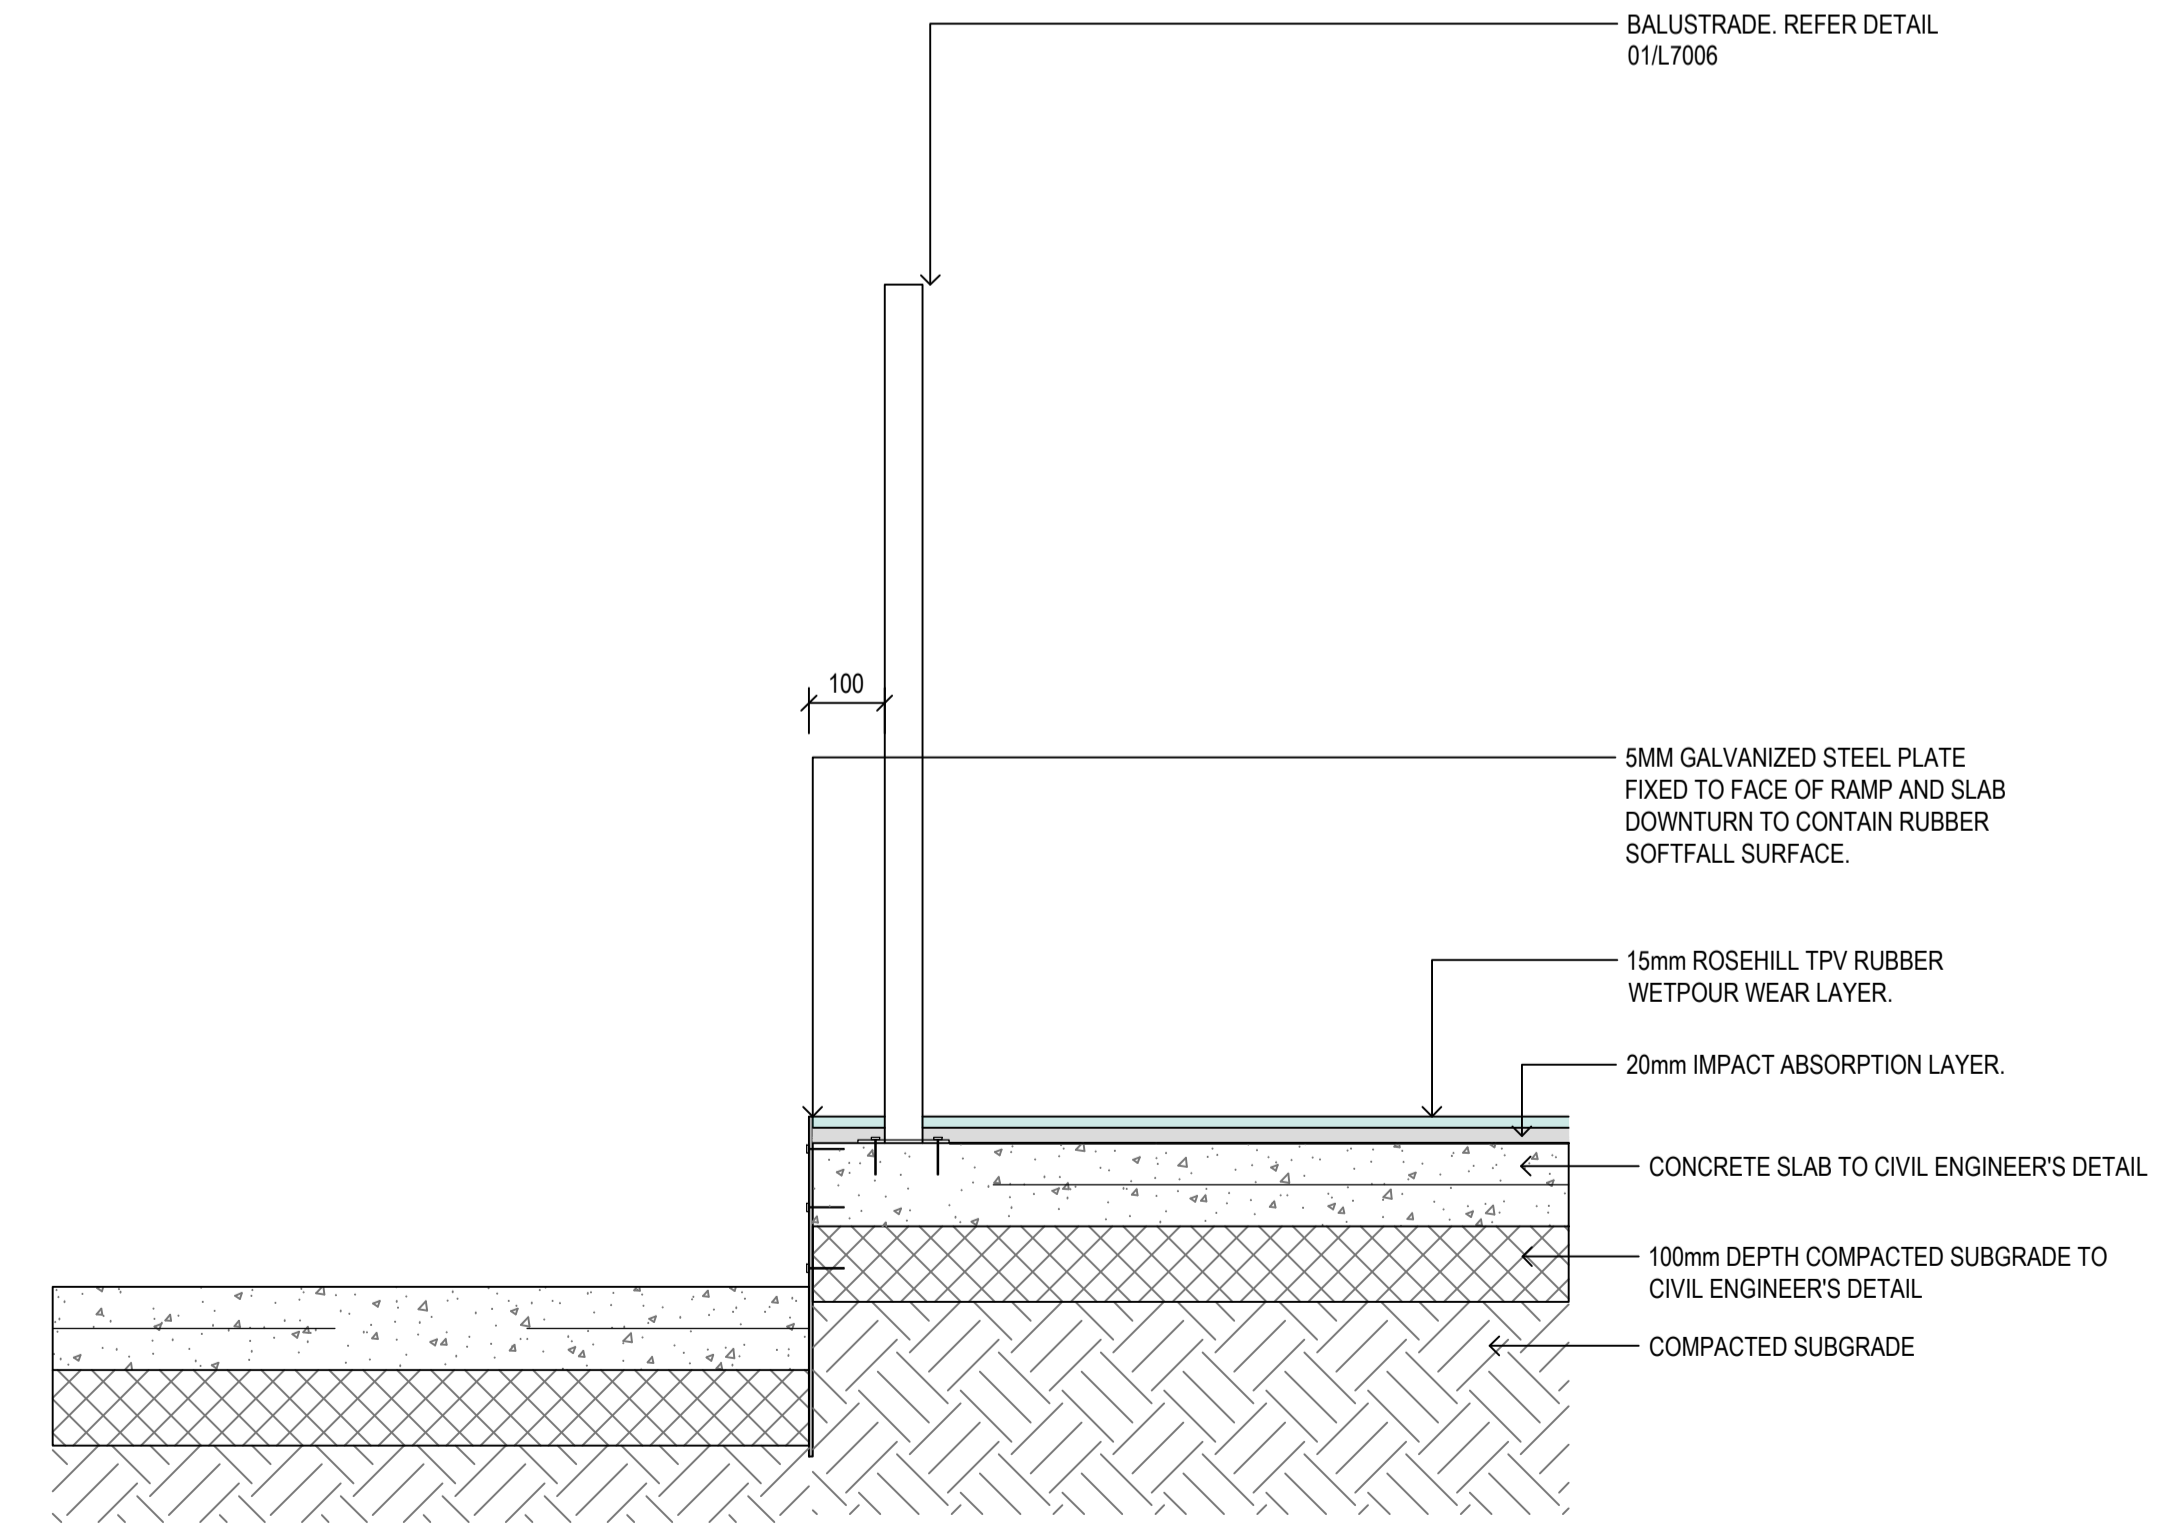 BALUSTRADE. REFER DETAIL
01/L7006
100
5MM GALVANIZED STEEL PLATE
FIXED TO FACE OF RAMP AND SLAB
DOWNTURN TO CONTAIN RUBBER
SOFTFALL SURFACE.
15mm ROSEHILL TPV RUBBER
WETPOUR WEAR LAYER.
20mm IMPACT ABSORPTION LAYER.
CONCRETE SLAB TO CIVIL ENGINEER'S DETAIL
100mm DEPTH COMPACTED SUBGRADE TO
CIVIL ENGINEER'S DETAIL
COMPACTED SUBGRADE